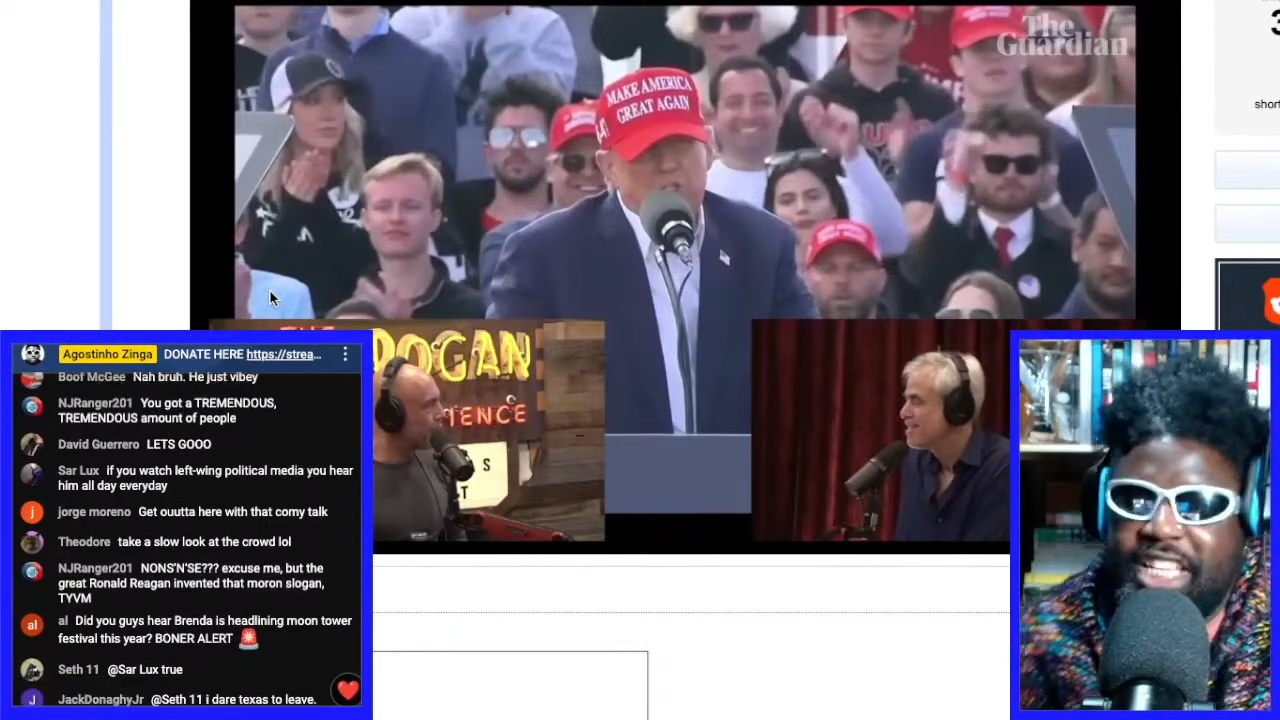 The
Guardian
MAKE AMERICA
GREAT AGAIN
3
short
ROGAN
IENCE
S
T
Agostinho Zinga DONATE HERE https://strea...
Boof McGee Nah bruh. He just vibey
NJRanger201 You got a TREMENDOUS,
TREMENDOUS amount of people
David Guerrero LETS GOOO
Sar Lux if you watch left-wing political media you hear
him all day everyday
jorge moreno Get ouutta here with that corny talk
Theodore take a slow look at the crowd lol
NJRanger201 NONS'N'SE??? excuse me, but the
great Ronald Reagan invented that moron slogan,
TYVM
al al Did you guys hear Brenda is headlining moon tower
festival this year? BONER ALERT 🚨
Seth 11 @Sar Lux true
J JackDonaghyJr @Seth 11 i dare texas to leave.